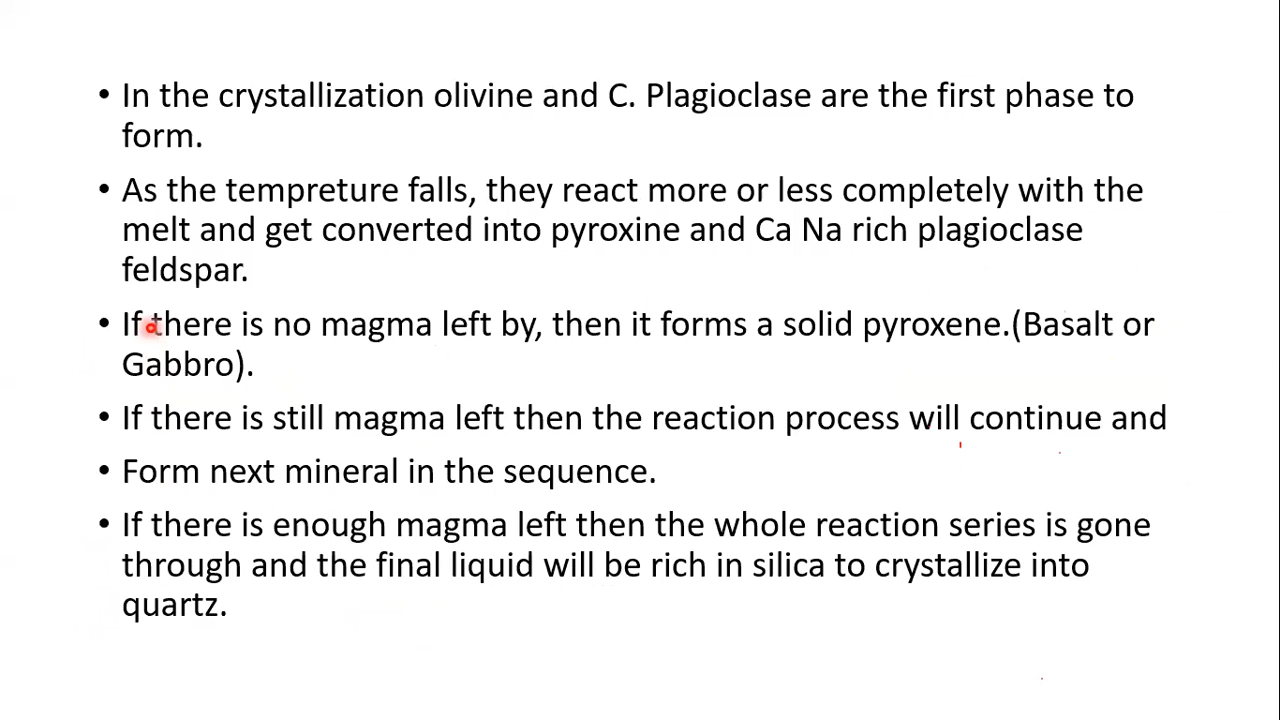 • In the crystallization olivine and C. Plagioclase are the first phase to
form.
• As the tempreture falls, they react more or less completely with the
melt and get converted into pyroxine and Ca Na rich plagioclase
feldspar.
• If there is no magma left by, then it forms a solid pyroxene.(Basalt or
Gabbro).
• If there is still magma left then the reaction process will continue and
• Form next mineral in the sequence.
• If there is enough magma left then the whole reaction series is gone
through and the final liquid will be rich in silica to crystallize into
quartz.